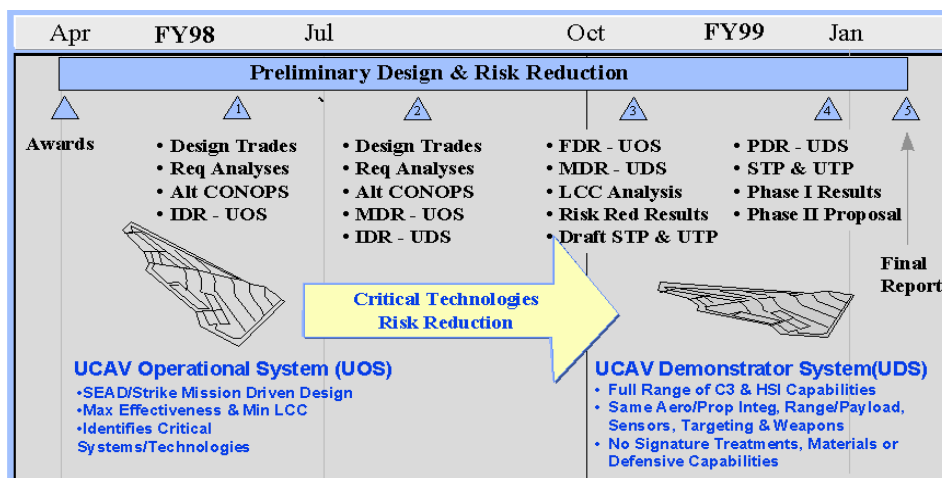 Apr FY98 Jul Oct FY99 Jan
Preliminary Design & Risk Reduction
1 2 3 4 5
Awards
• Design Trades
• Req Analyses
• Alt CONOPS
• IDR - UOS
• Design Trades
• Req Analyses
• Alt CONOPS
• MDR - UOS
• IDR - UDS
• FDR - UOS
• MDR - UDS
• LCC Analysis
• Risk Red Results
• Draft STP & UTP
• PDR - UDS
• STP & UTP
• Phase I Results
• Phase II Proposal
Final
Report
Critical Technologies
Risk Reduction
UCAV Operational System (UOS)
•SEAD/Strike Mission Driven Design
•Max Effectiveness & Min LCC
•Identifies Critical
Systems/Technologies
UCAV Demonstrator System(UDS)
• Full Range of C3 & HSI Capabilities
• Same Aero/Prop Integ, Range/Payload,
Sensors, Targeting & Weapons
• No Signature Treatments, Materials or
Defensive Capabilities